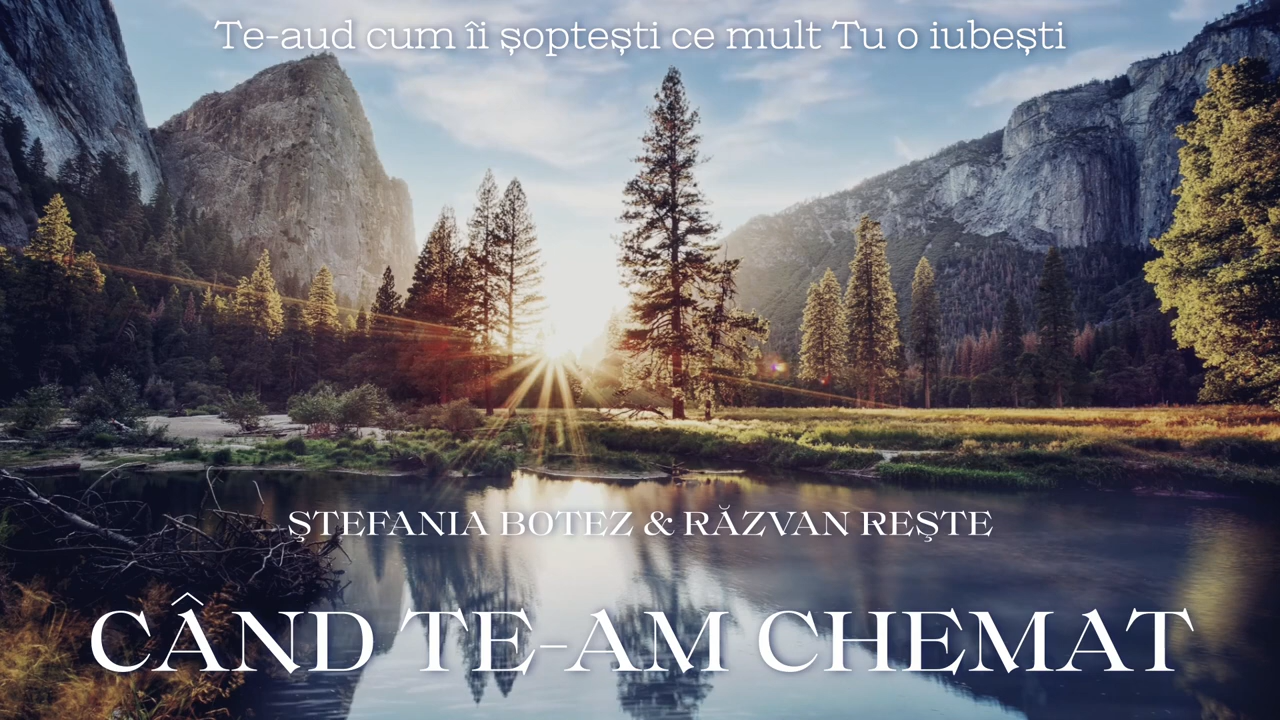 Te-aud cum îi șoptești ce mult Tu o iubești
ŞTEFANIA BOTEZ & RĂZVAN REŞTE
CÂND TE-AM CHEMAT